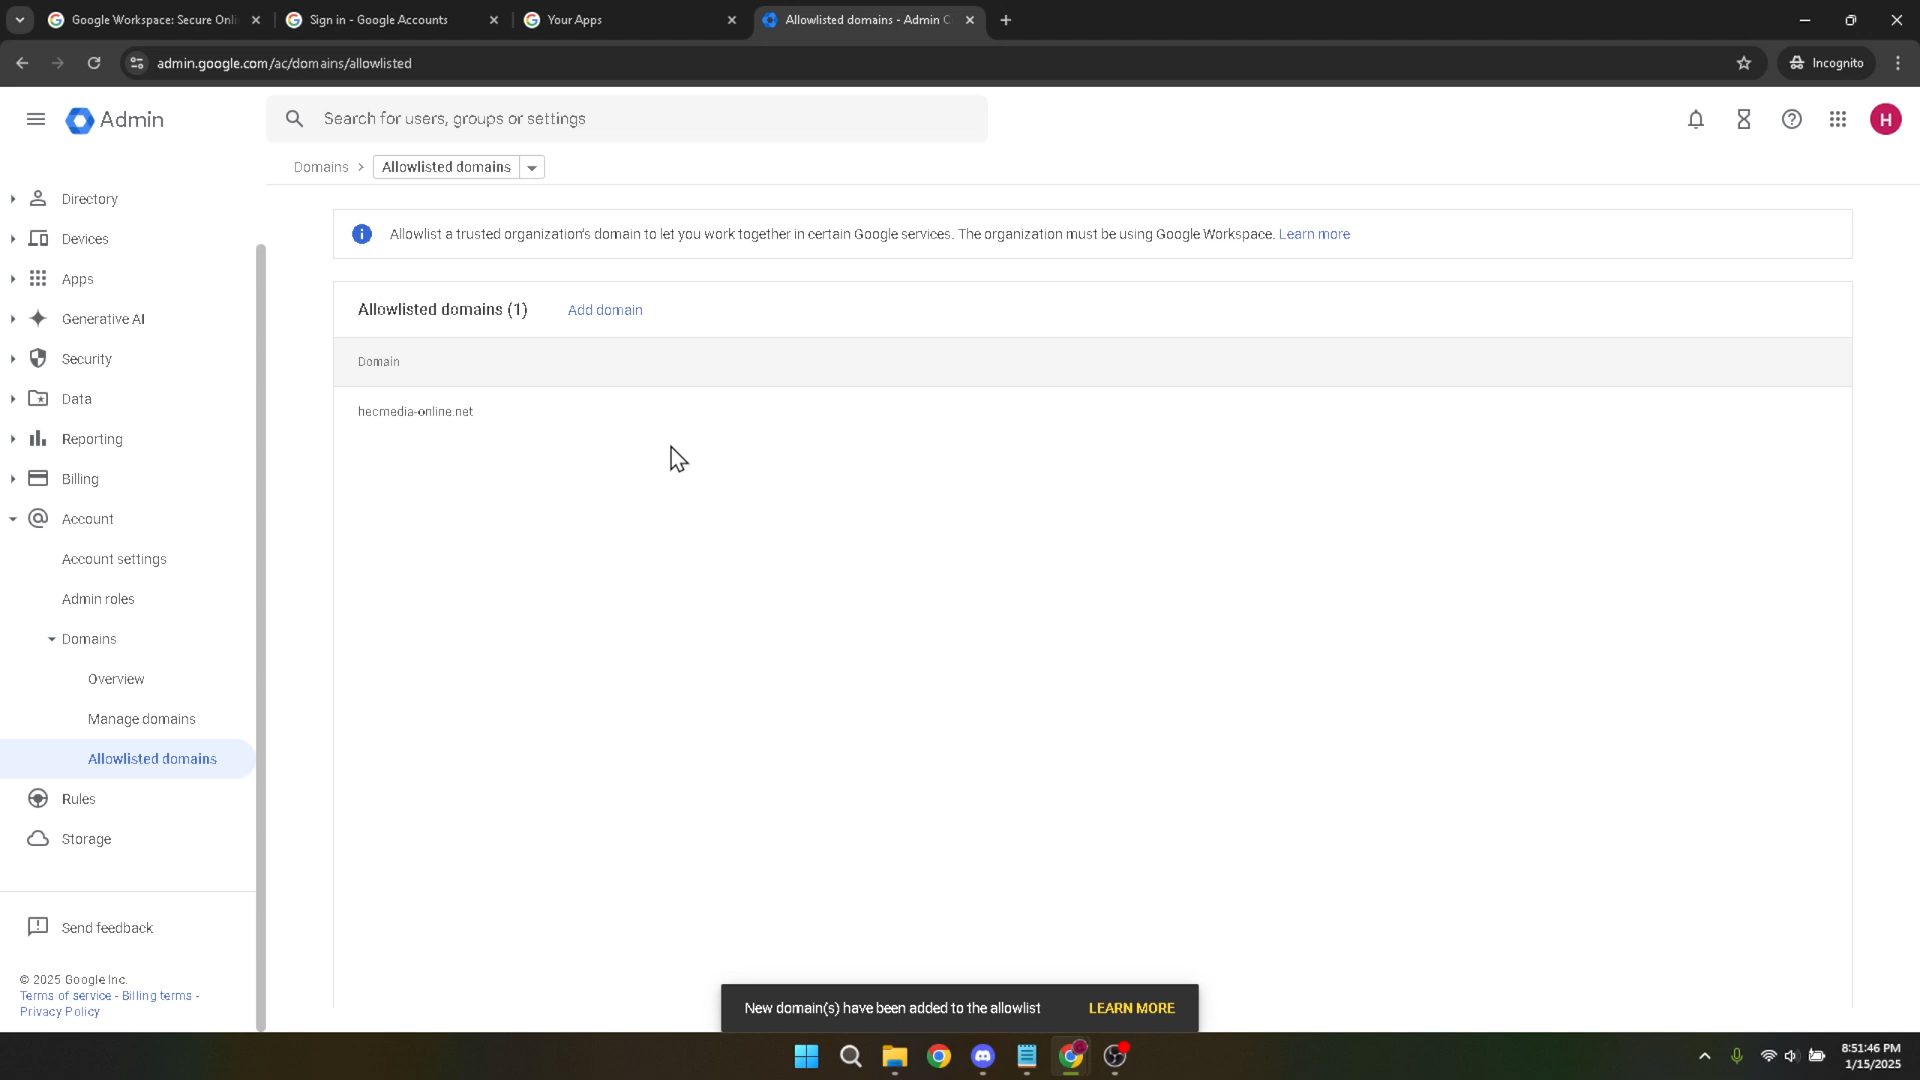 Google Workspace: Secure Onli
Sign in - Google Accounts
Your Apps
Allowlisted domains - Admin C
admin.google.com/ac/domains/allowlisted
Incognito
Admin
Search for users, groups or settings
H
Domains > Allowlisted domains
Directory
Devices
Apps
Generative AI
Security
Data
Reporting
Billing
Account
Account settings
Admin roles
Domains
Overview
Manage domains
Allowlisted domains
Rules
Storage
Send feedback
© 2025 Google Inc.
Terms of service - Billing terms -
Privacy Policy
Allowlist a trusted organization's domain to let you work together in certain Google services. The organization must be using Google Workspace. Learn more
Allowlisted domains (1) Add domain
Domain
hecmedia-online.net
New domain(s) have been added to the allowlist LEARN MORE
8:51:46 PM
1/15/2025